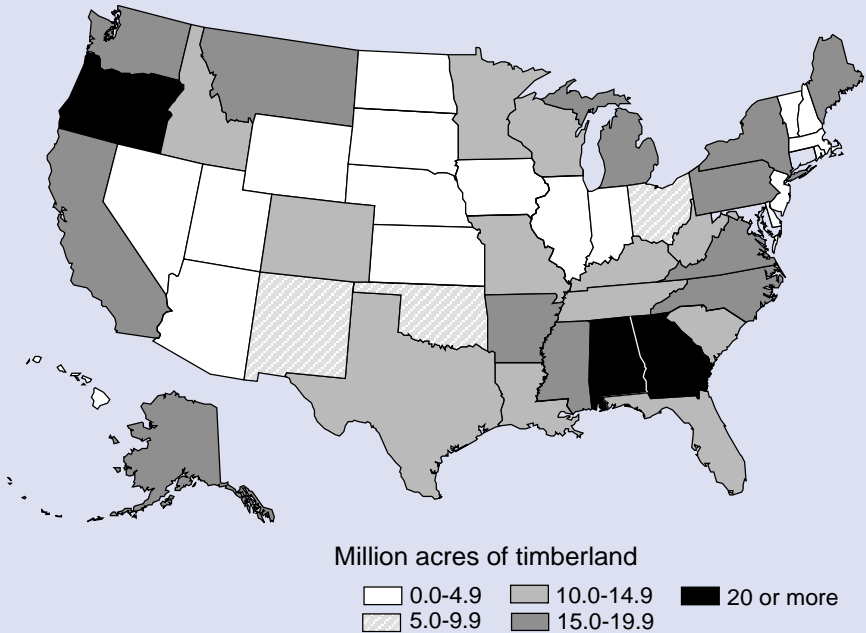 Million acres of timberland
0.0-4.9 10.0-14.9 20 or more
5.0-9.9 15.0-19.9